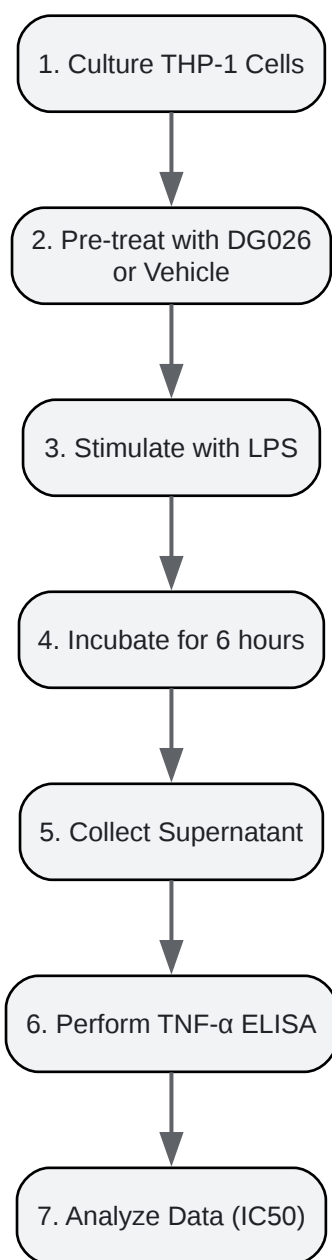 1. Culture THP-1 Cells
2. Pre-treat with DG026
or Vehicle
3. Stimulate with LPS
4. Incubate for 6 hours
5. Collect Supernatant
6. Perform TNF-α ELISA
7. Analyze Data (IC50)